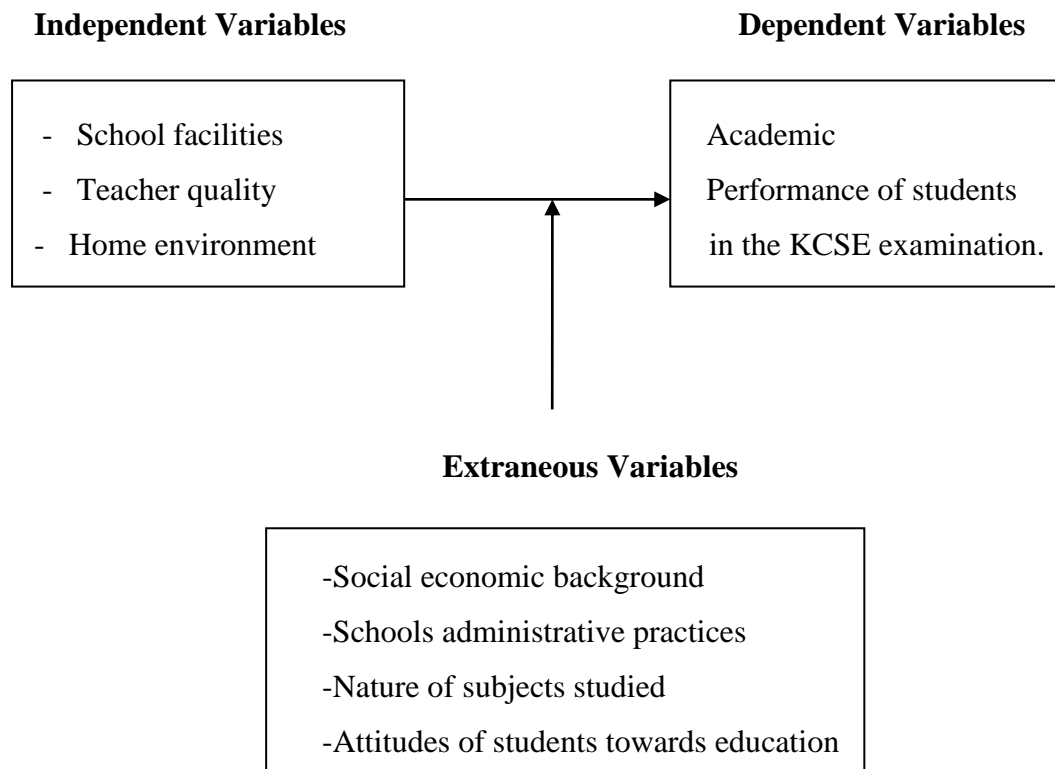 Independent Variables
Dependent Variables
- School facilities
- Teacher quality
- Home environment
Academic
Performance of students
in the KCSE examination.
Extraneous Variables
-Social economic background
-Schools administrative practices
-Nature of subjects studied
-Attitudes of students towards education